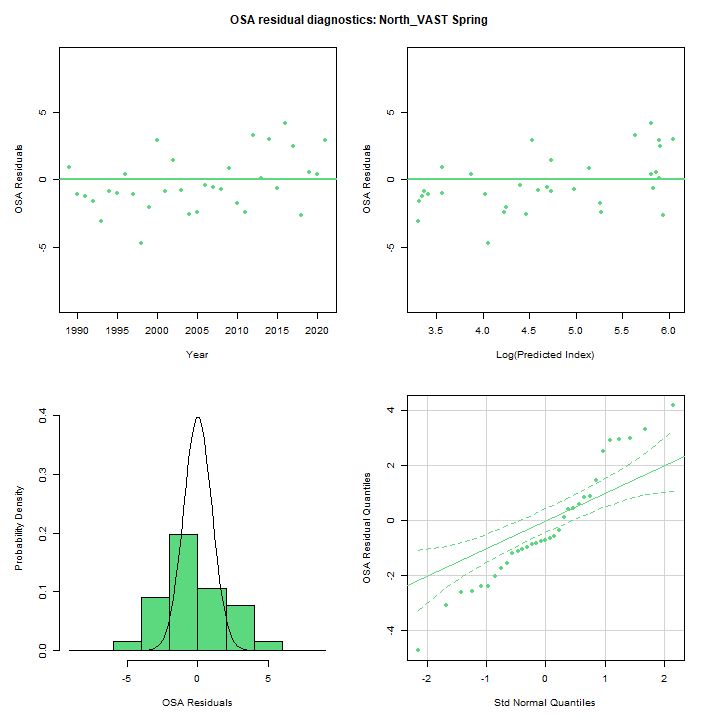 OSA residual diagnostics: North_VAST Spring
OSA Residuals
5
0
-5
1990 1995 2000 2005 2010 2015 2020
Year
OSA Residuals
5
0
-5
3.5 4.0 4.5 5.0 5.5 6.0
Log(Predicted Index)
Probability Density
0.4
0.3
0.2
0.1
0.0
-5 0 5
OSA Residuals
OSA Residual Quantiles
4
2
0
-2
-4
-2 -1 0 1 2
Std Normal Quantiles